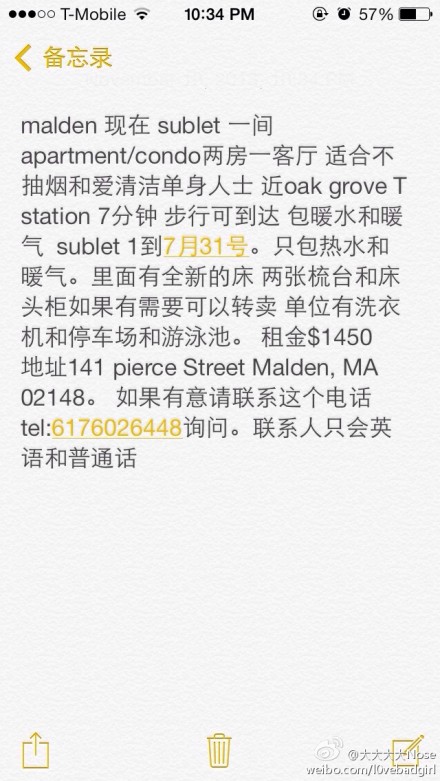 T-Mobile 10:34 PM 57%
备忘录
malden 现在 sublet 一间
apartment/condo两房一客厅 适合不
抽烟和爱清洁单身人士 近oak grove T
station 7分钟 步行可到达 包暖水和暖
气 sublet 1到7月31号。只包热水和
暖气。里面有全新的床 两张梳台和床
头柜如果有需要可以转卖 单位有洗衣
机和停车场和游泳池。 租金$1450
地址141 pierce Street Malden, MA
02148。 如果有意请联系这个电话
tel:6176026448询问。联系人只会英
语和普通话
@大大大大Nose
weibo.com/l0vebadgirl